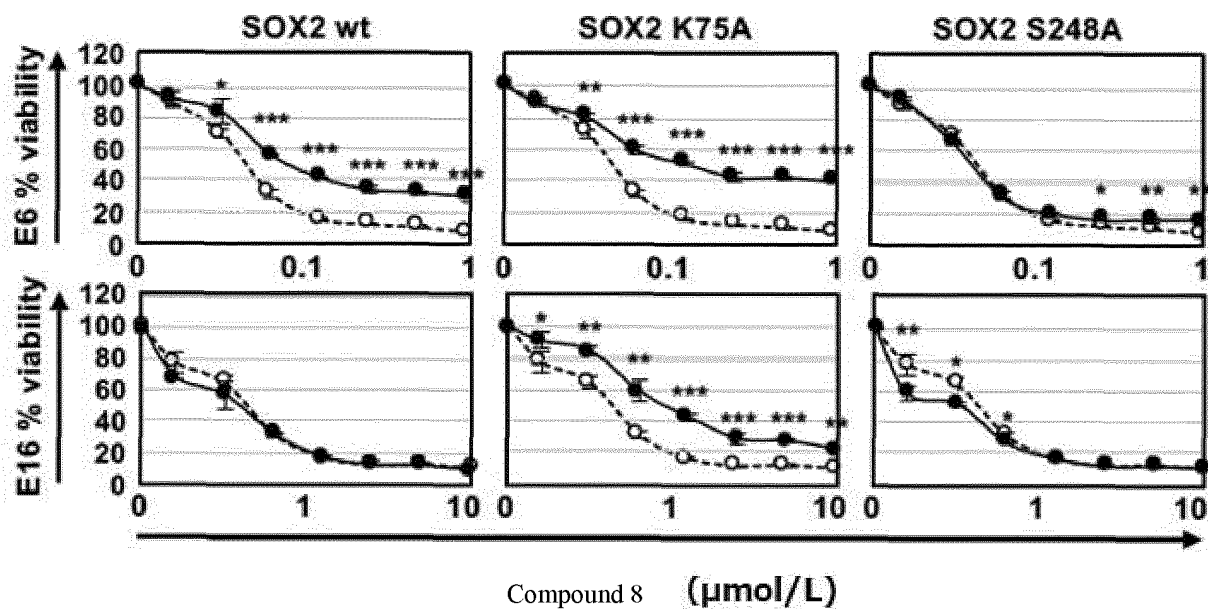 SOX2 wt SOX2 K75A SOX2 S248A
E6 % viability
120
100
80
60
40
20
0
* *** *** *** *** ***
** *** *** *** *** ***
* ** **
0 0.1 1 0 0.1 1 0 0.1 1
E16 % viability
120
100
80
60
40
20
0
* ** ** *** *** *** **
** * *
0 1 10 0 1 10 0 1 10
Compound 8 (μmol/L)